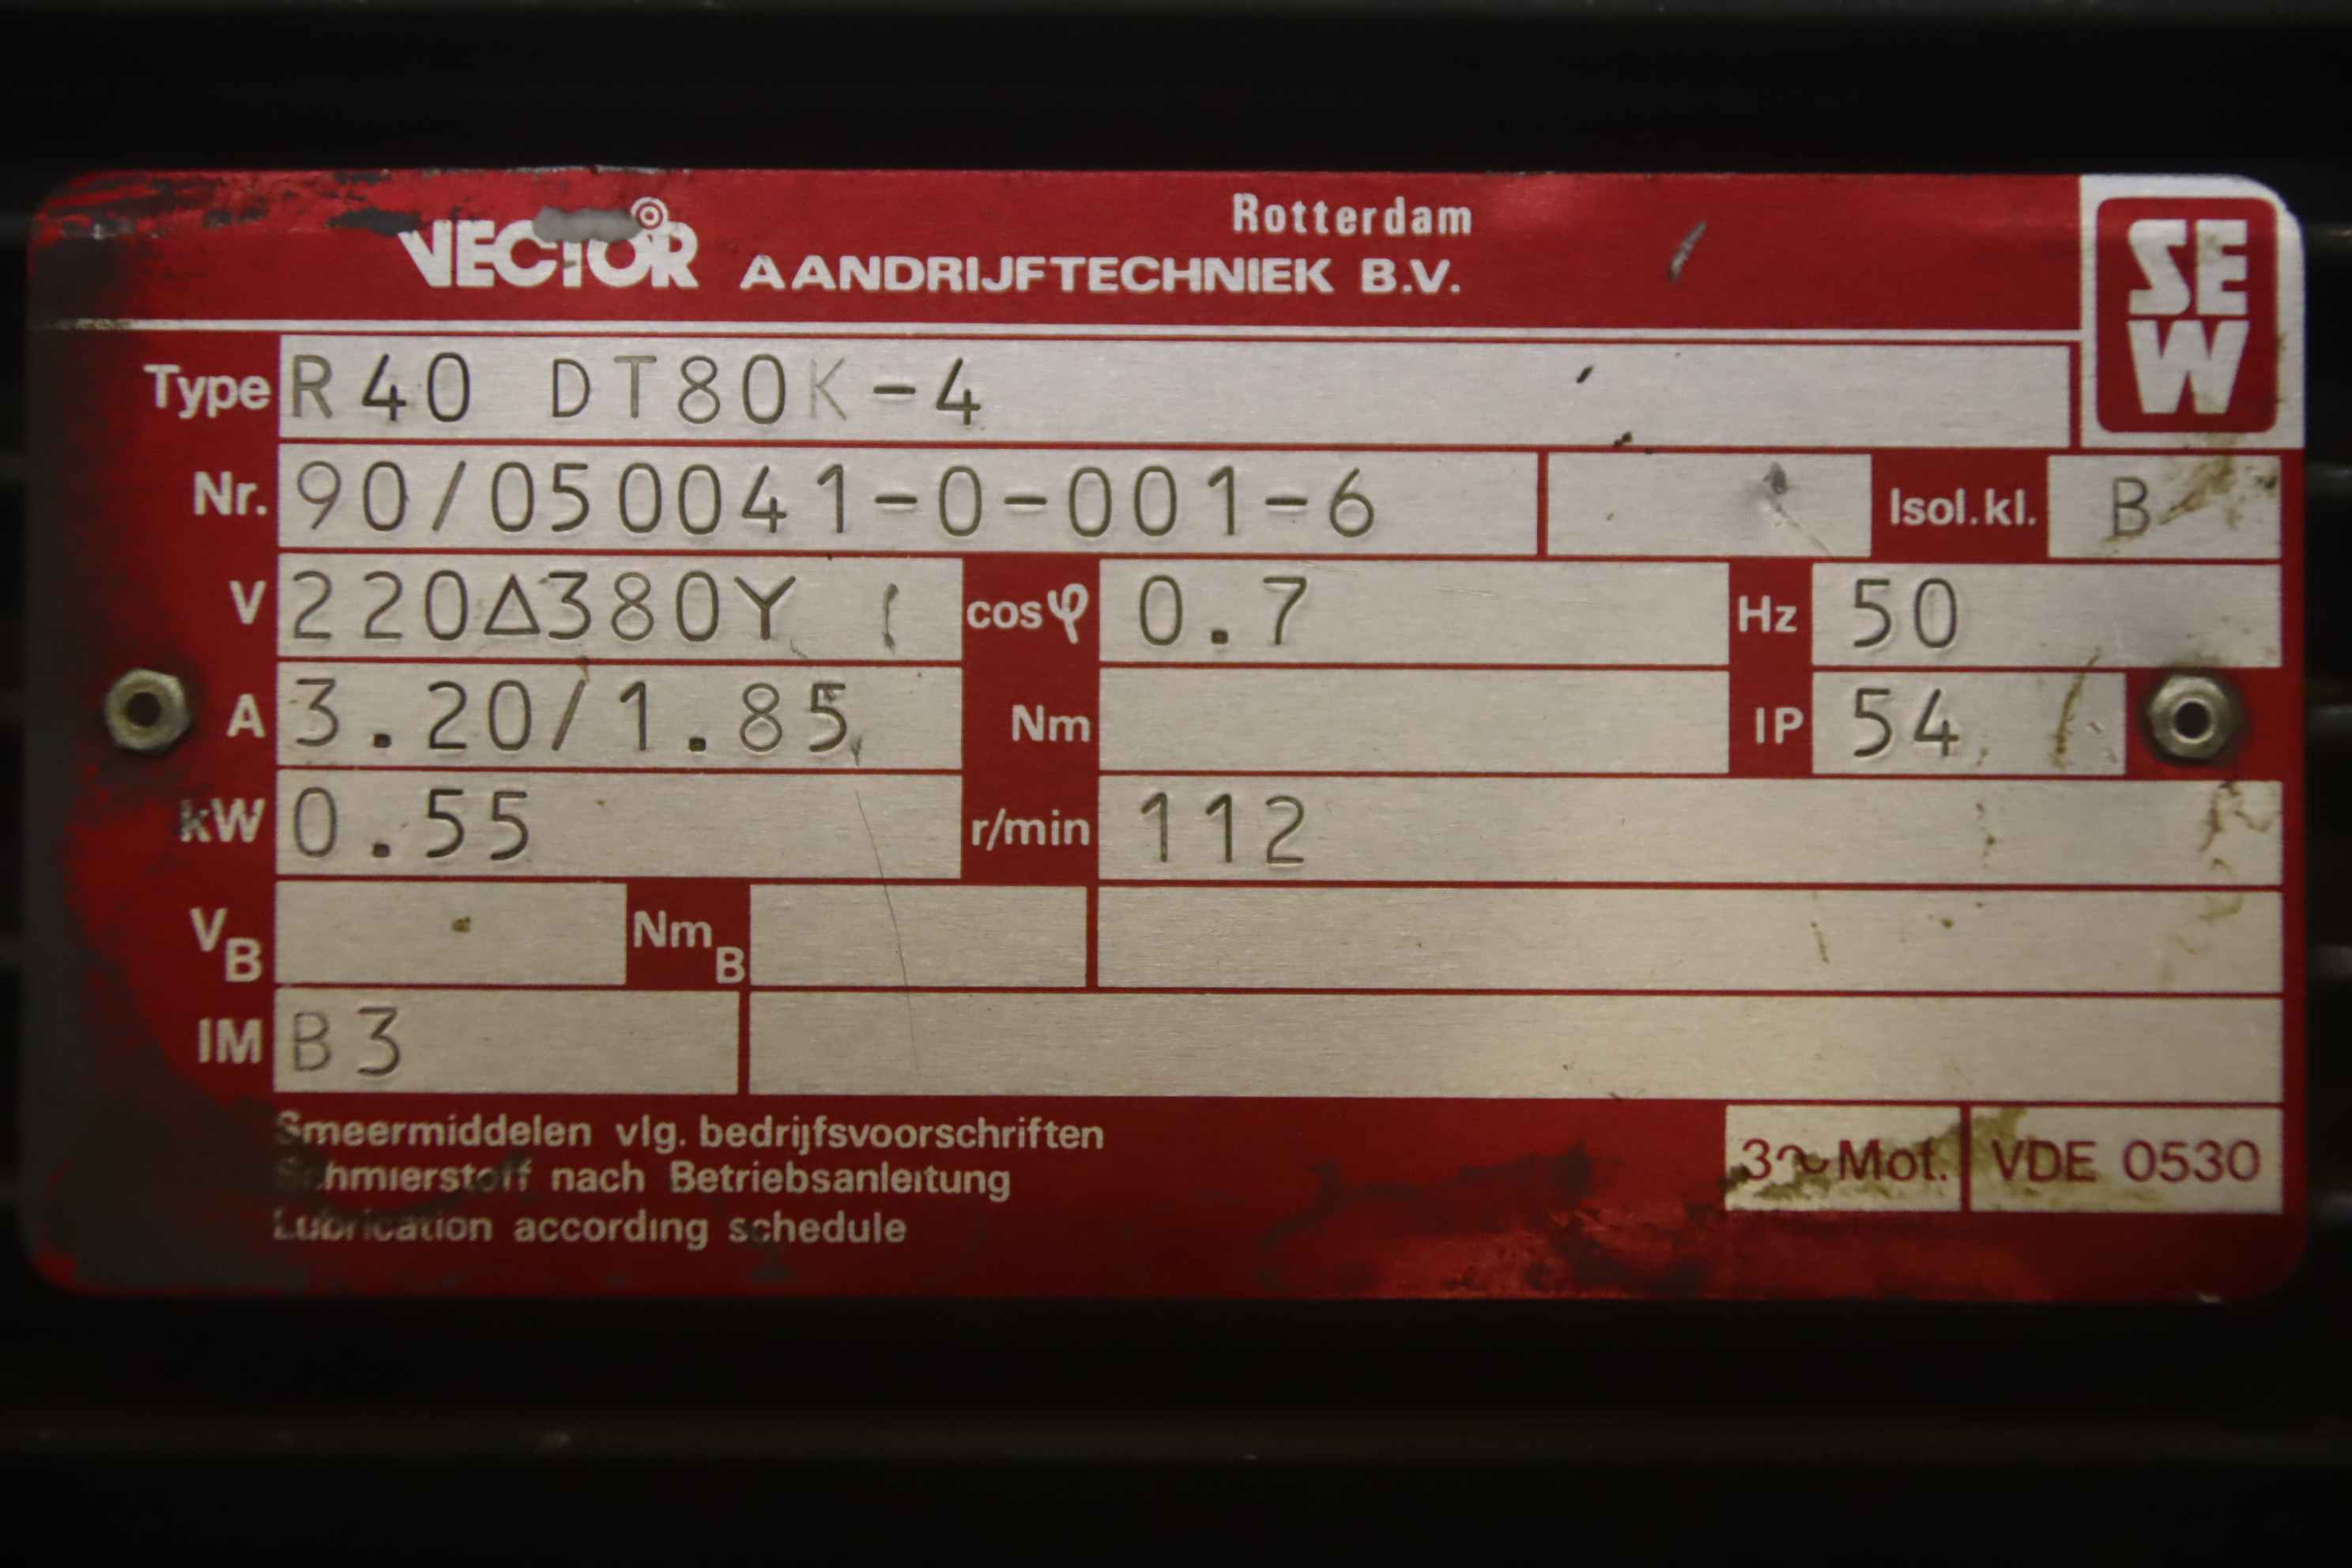 VECTOR AANDRIJFTECHNIEK B.V. Rotterdam
SEW
Type R40 DT80K-4
Nr. 90/050041-0-001-6 Isol.kl. B
V 220Δ380Y cosφ 0.7 Hz 50
A 3.20/1.85 Nm IP 54
kW 0.55 r/min 112
VB NmB
IM B3
Smeermiddelen vlg. bedrijfsvoorschriften
Schmierstoff nach Betriebsanleitung
Lubrication according schedule
3~Mot. VDE 0530